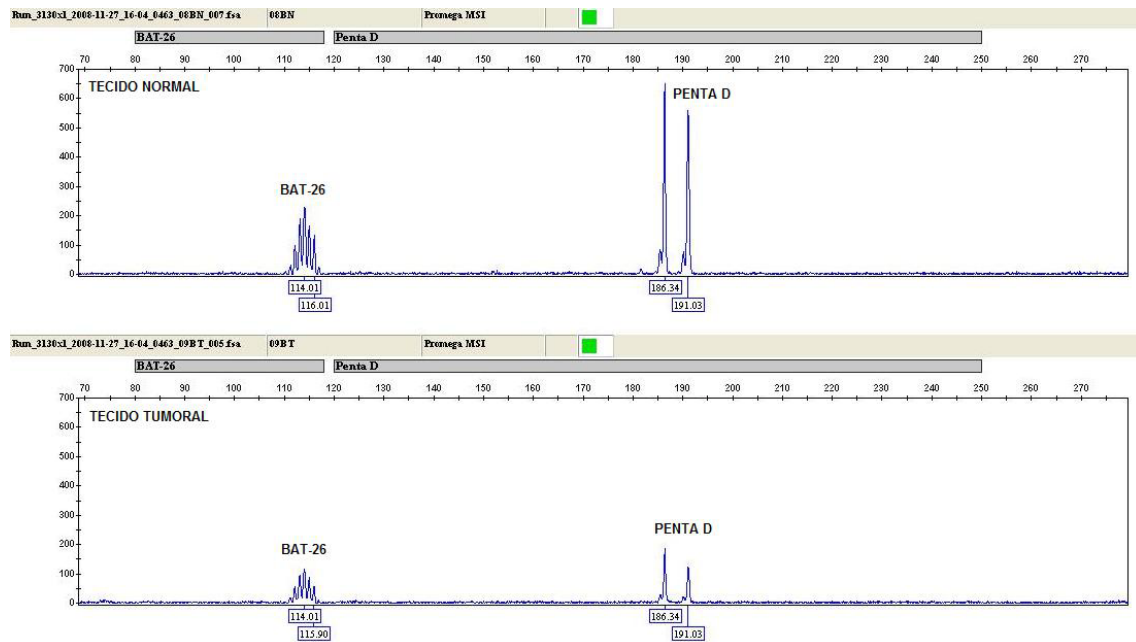 Run_3130xl_2008-11-27_16-04_0463_08BN_007.fsa 08BN Promega MSI
BAT-26 Penta D
70 80 90 100 110 120 130 140 150 160 170 180 190 200 210 220 230 240 250 260 270
700
TECIDO NORMAL
600
PENTA D
500
400
300
BAT-26
200
100
0
114.01 186.34
116.01 191.03
Run_3130xl_2008-11-27_16-04_0463_09BT_005.fsa 09BT Promega MSI
BAT-26 Penta D
70 80 90 100 110 120 130 140 150 160 170 180 190 200 210 220 230 240 250 260 270
700
TECIDO TUMORAL
600
500
400
300
PENTA D
BAT-26
200
100
0
114.01 186.34
115.90 191.03